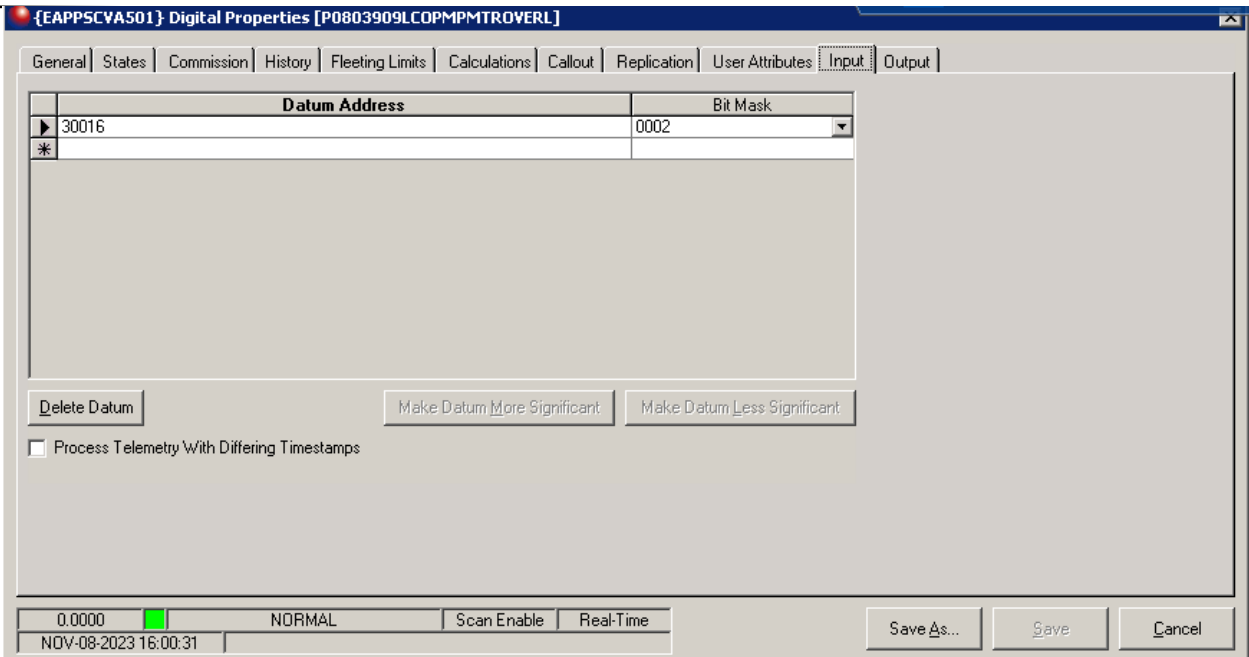 {EAPPSCVA501} Digital Properties [P0803909LCOPMPMTROVERL]
General States Commission History Fleeting Limits Calculations Callout Replication User Attributes Input Output
Datum Address Bit Mask
30016 0002
Delete Datum Make Datum More Significant Make Datum Less Significant
Process Telemetry With Differing Timestamps
0.0000 NORMAL Scan Enable Real-Time
NOV-08-2023 16:00:31
Save As... Save Cancel